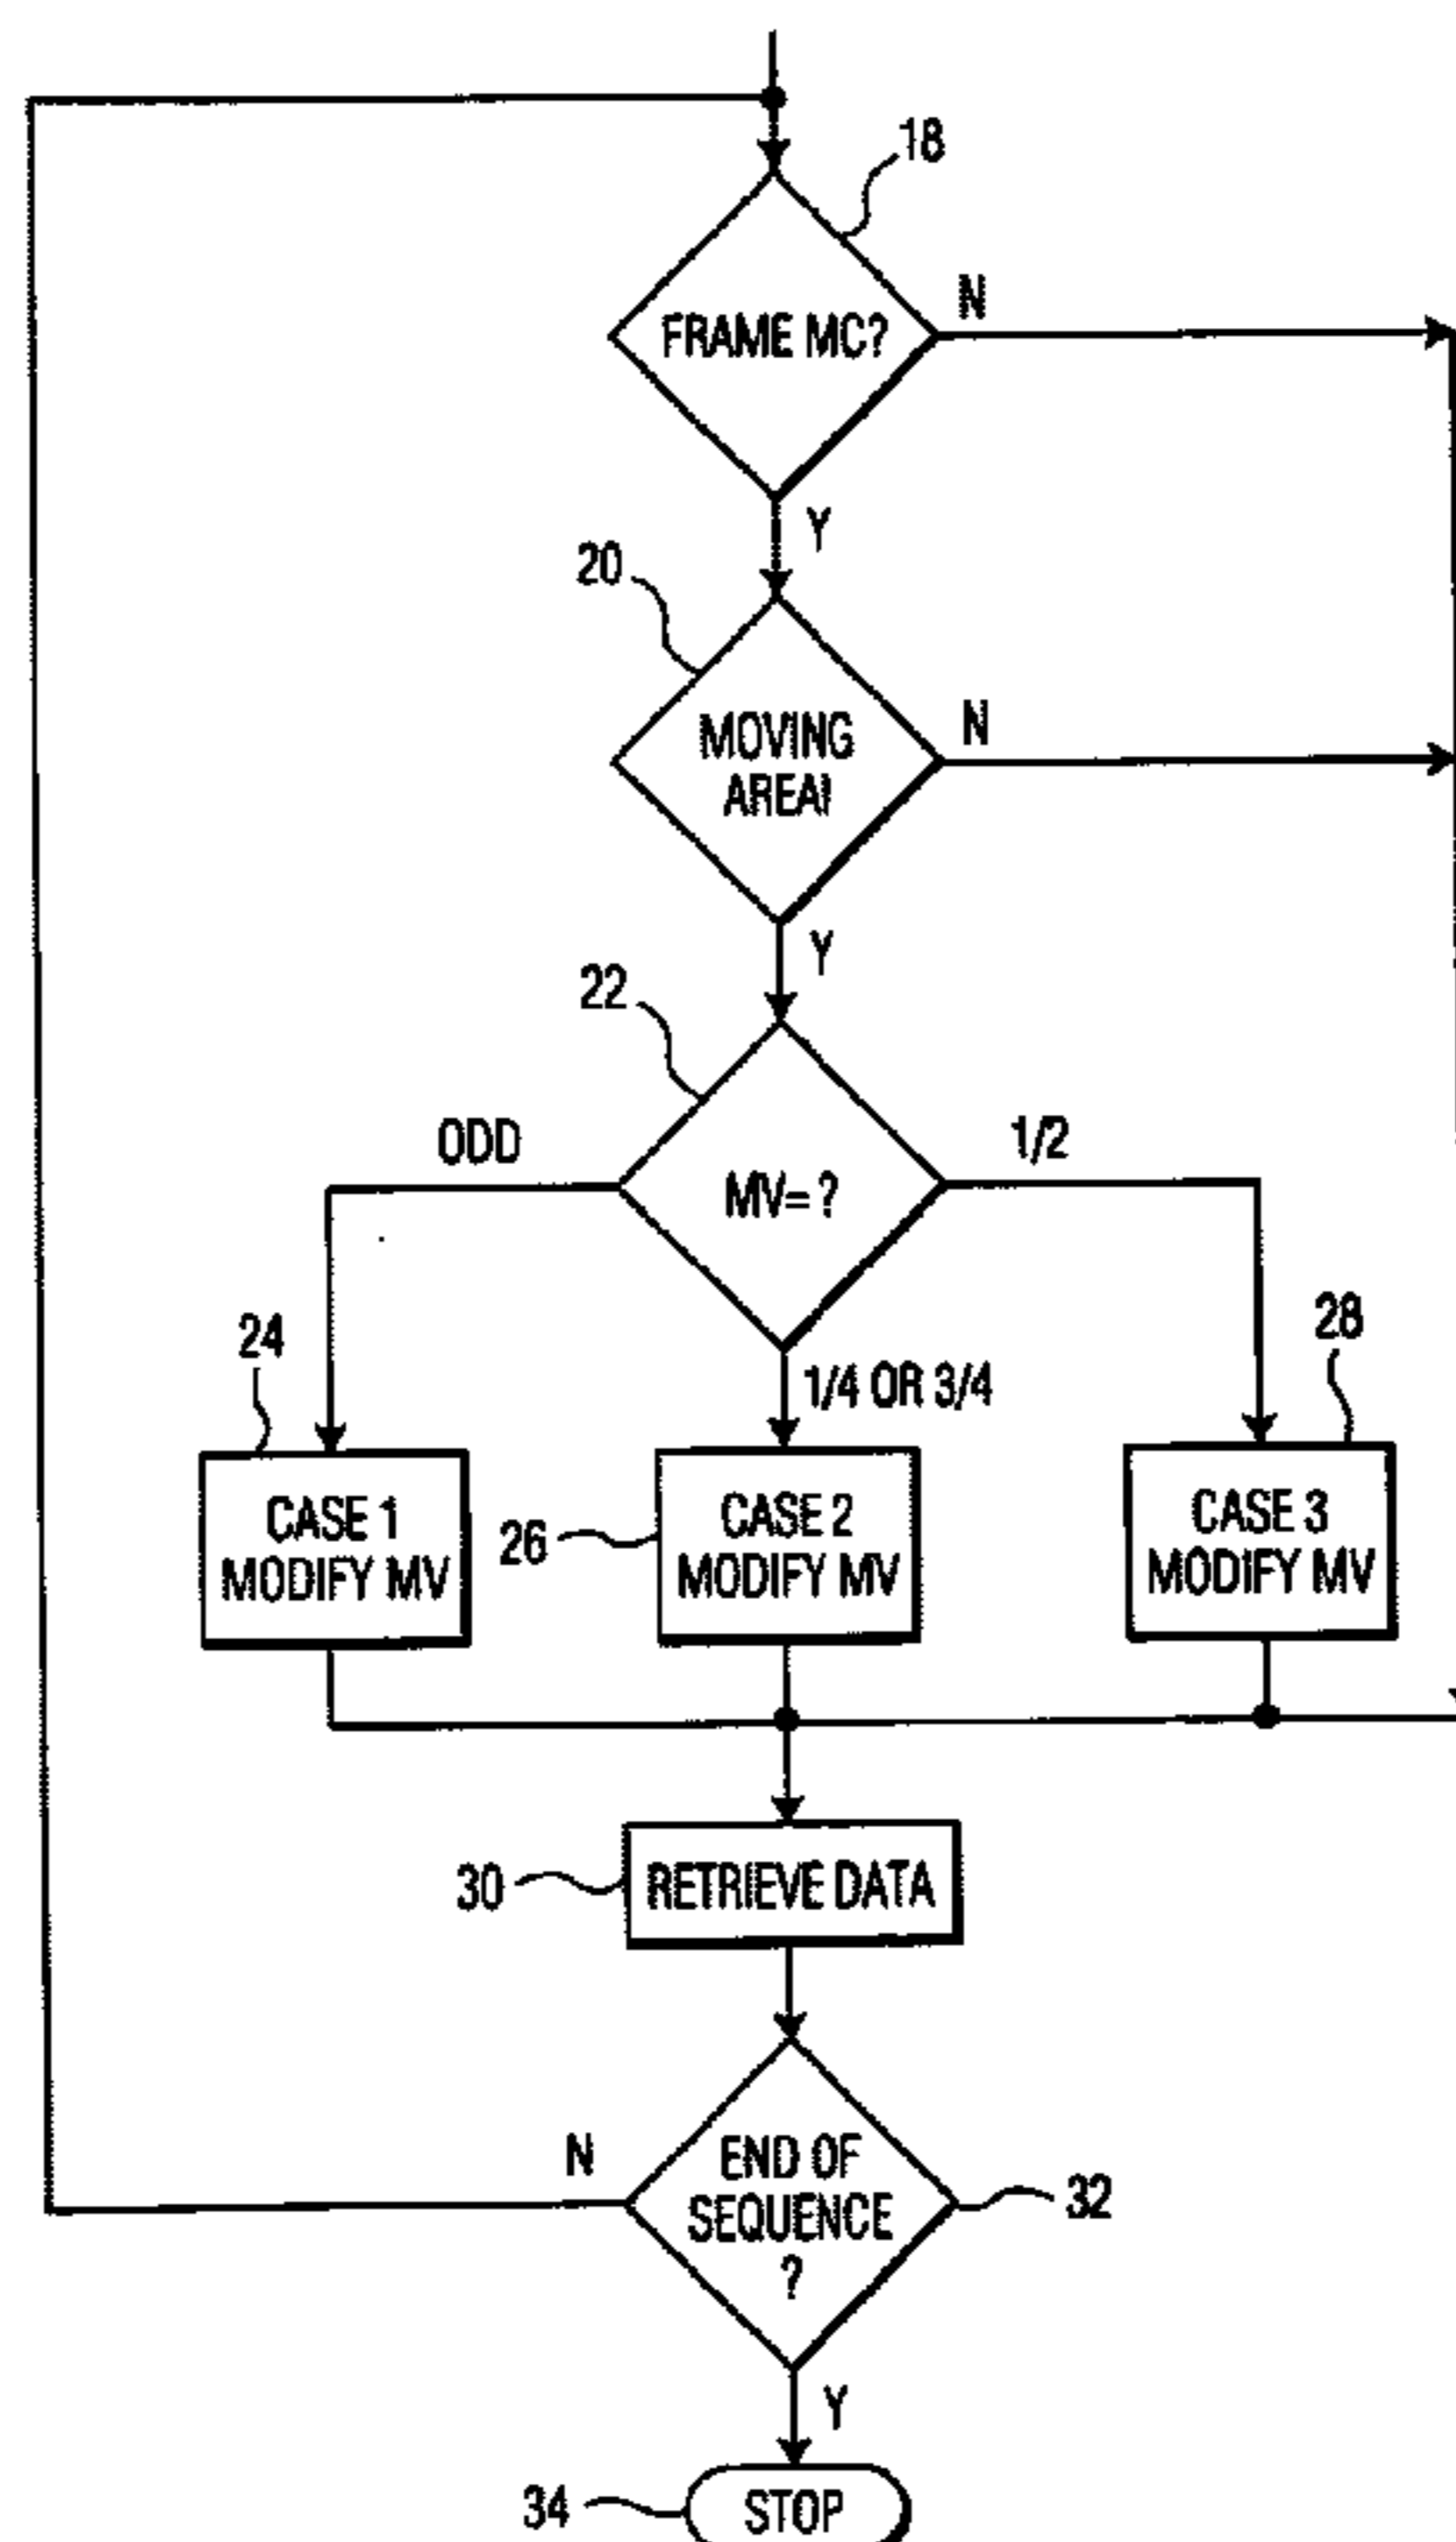 18
FRAME MC?
N
Y
20
MOVING
AREA!
N
Y
22
ODD
MV= ?
1/2
1/4 OR 3/4
24
28
CASE 1
MODIFY MV
26
CASE 2
MODIFY MV
CASE 3
MODIFY MV
30
RETRIEVE DATA
N
END OF
SEQUENCE
?
32
Y
34
STOP